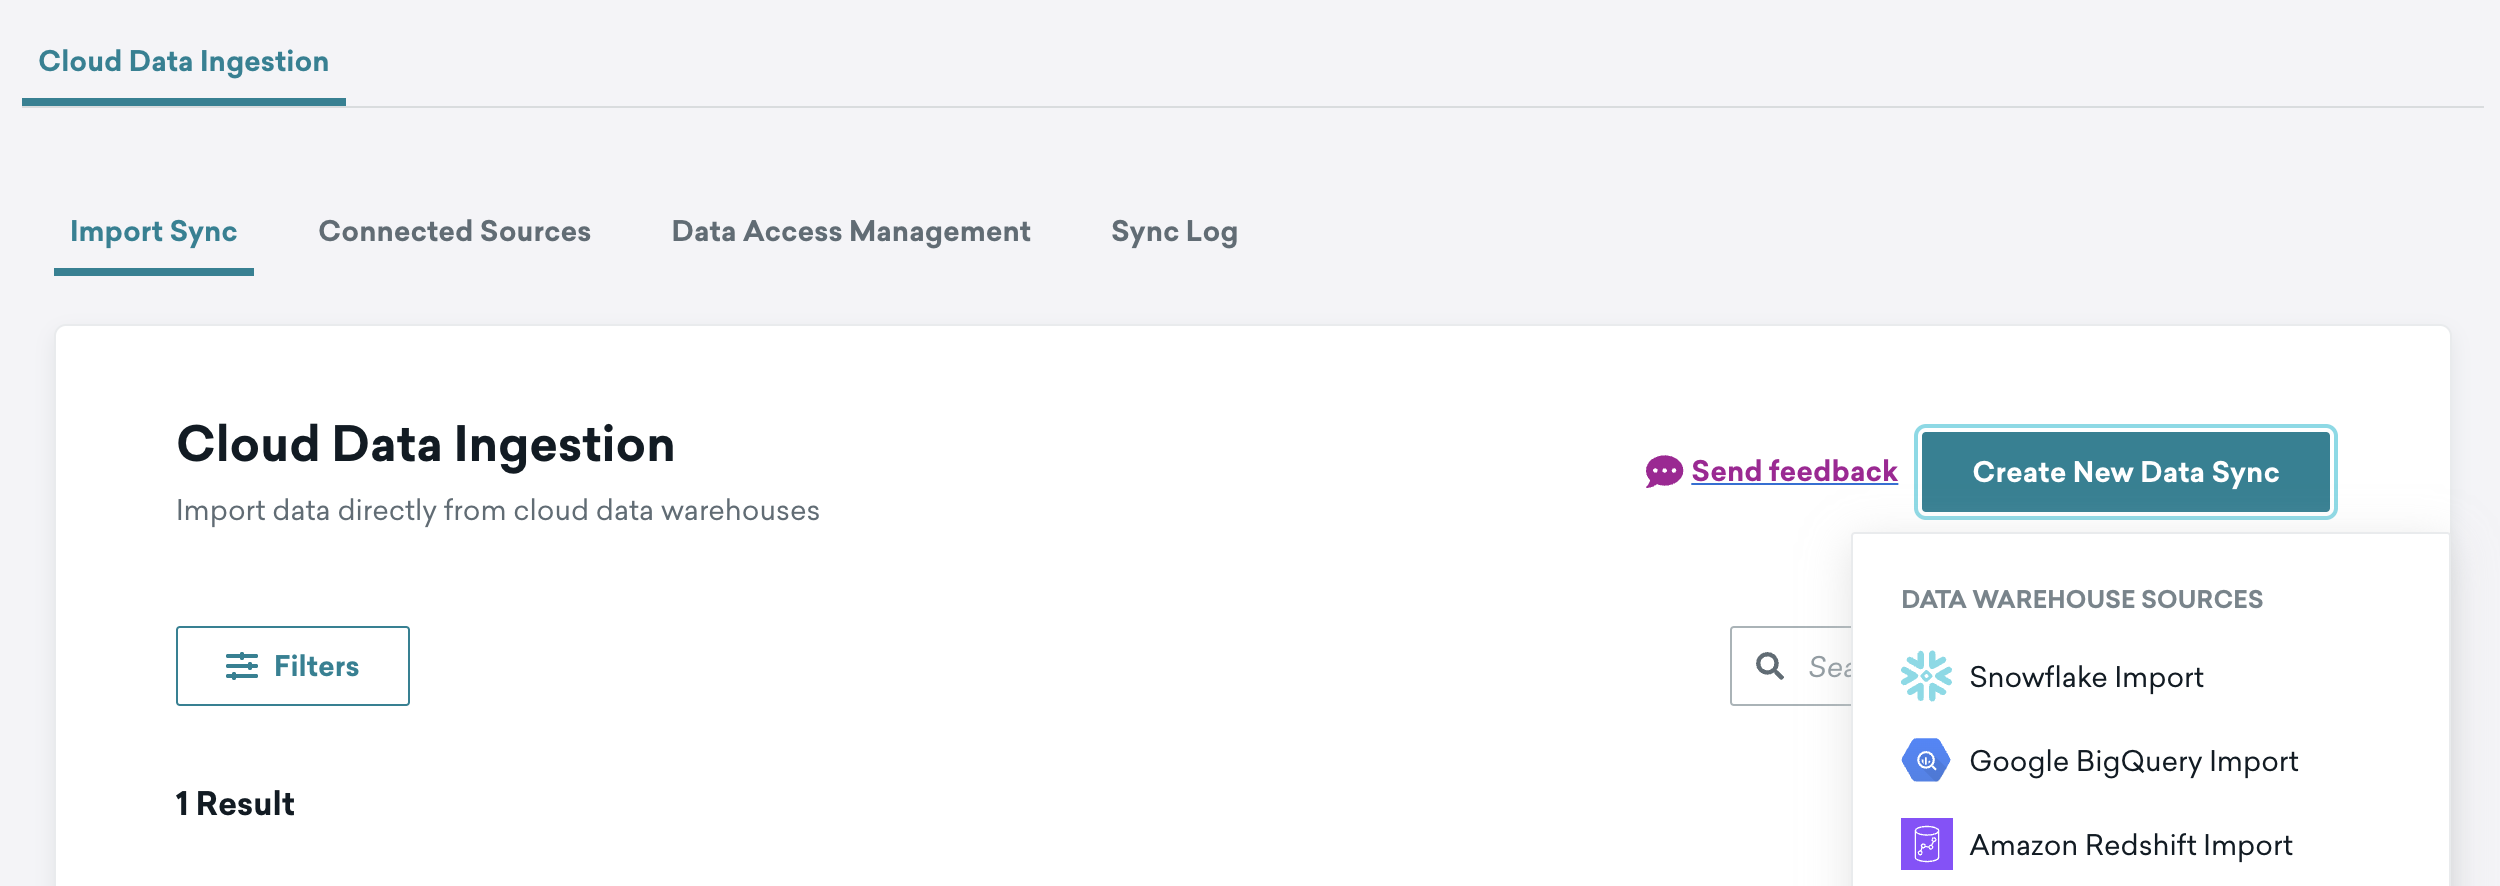 Cloud Data Ingestion
Import Sync
Connected Sources
Data Access Management
Sync Log
Cloud Data Ingestion
Import data directly from cloud data warehouses
Send feedback
Create New Data Sync
DATA WAREHOUSE SOURCES
Snowflake Import
Google BigQuery Import
Amazon Redshift Import
Filters
1 Result